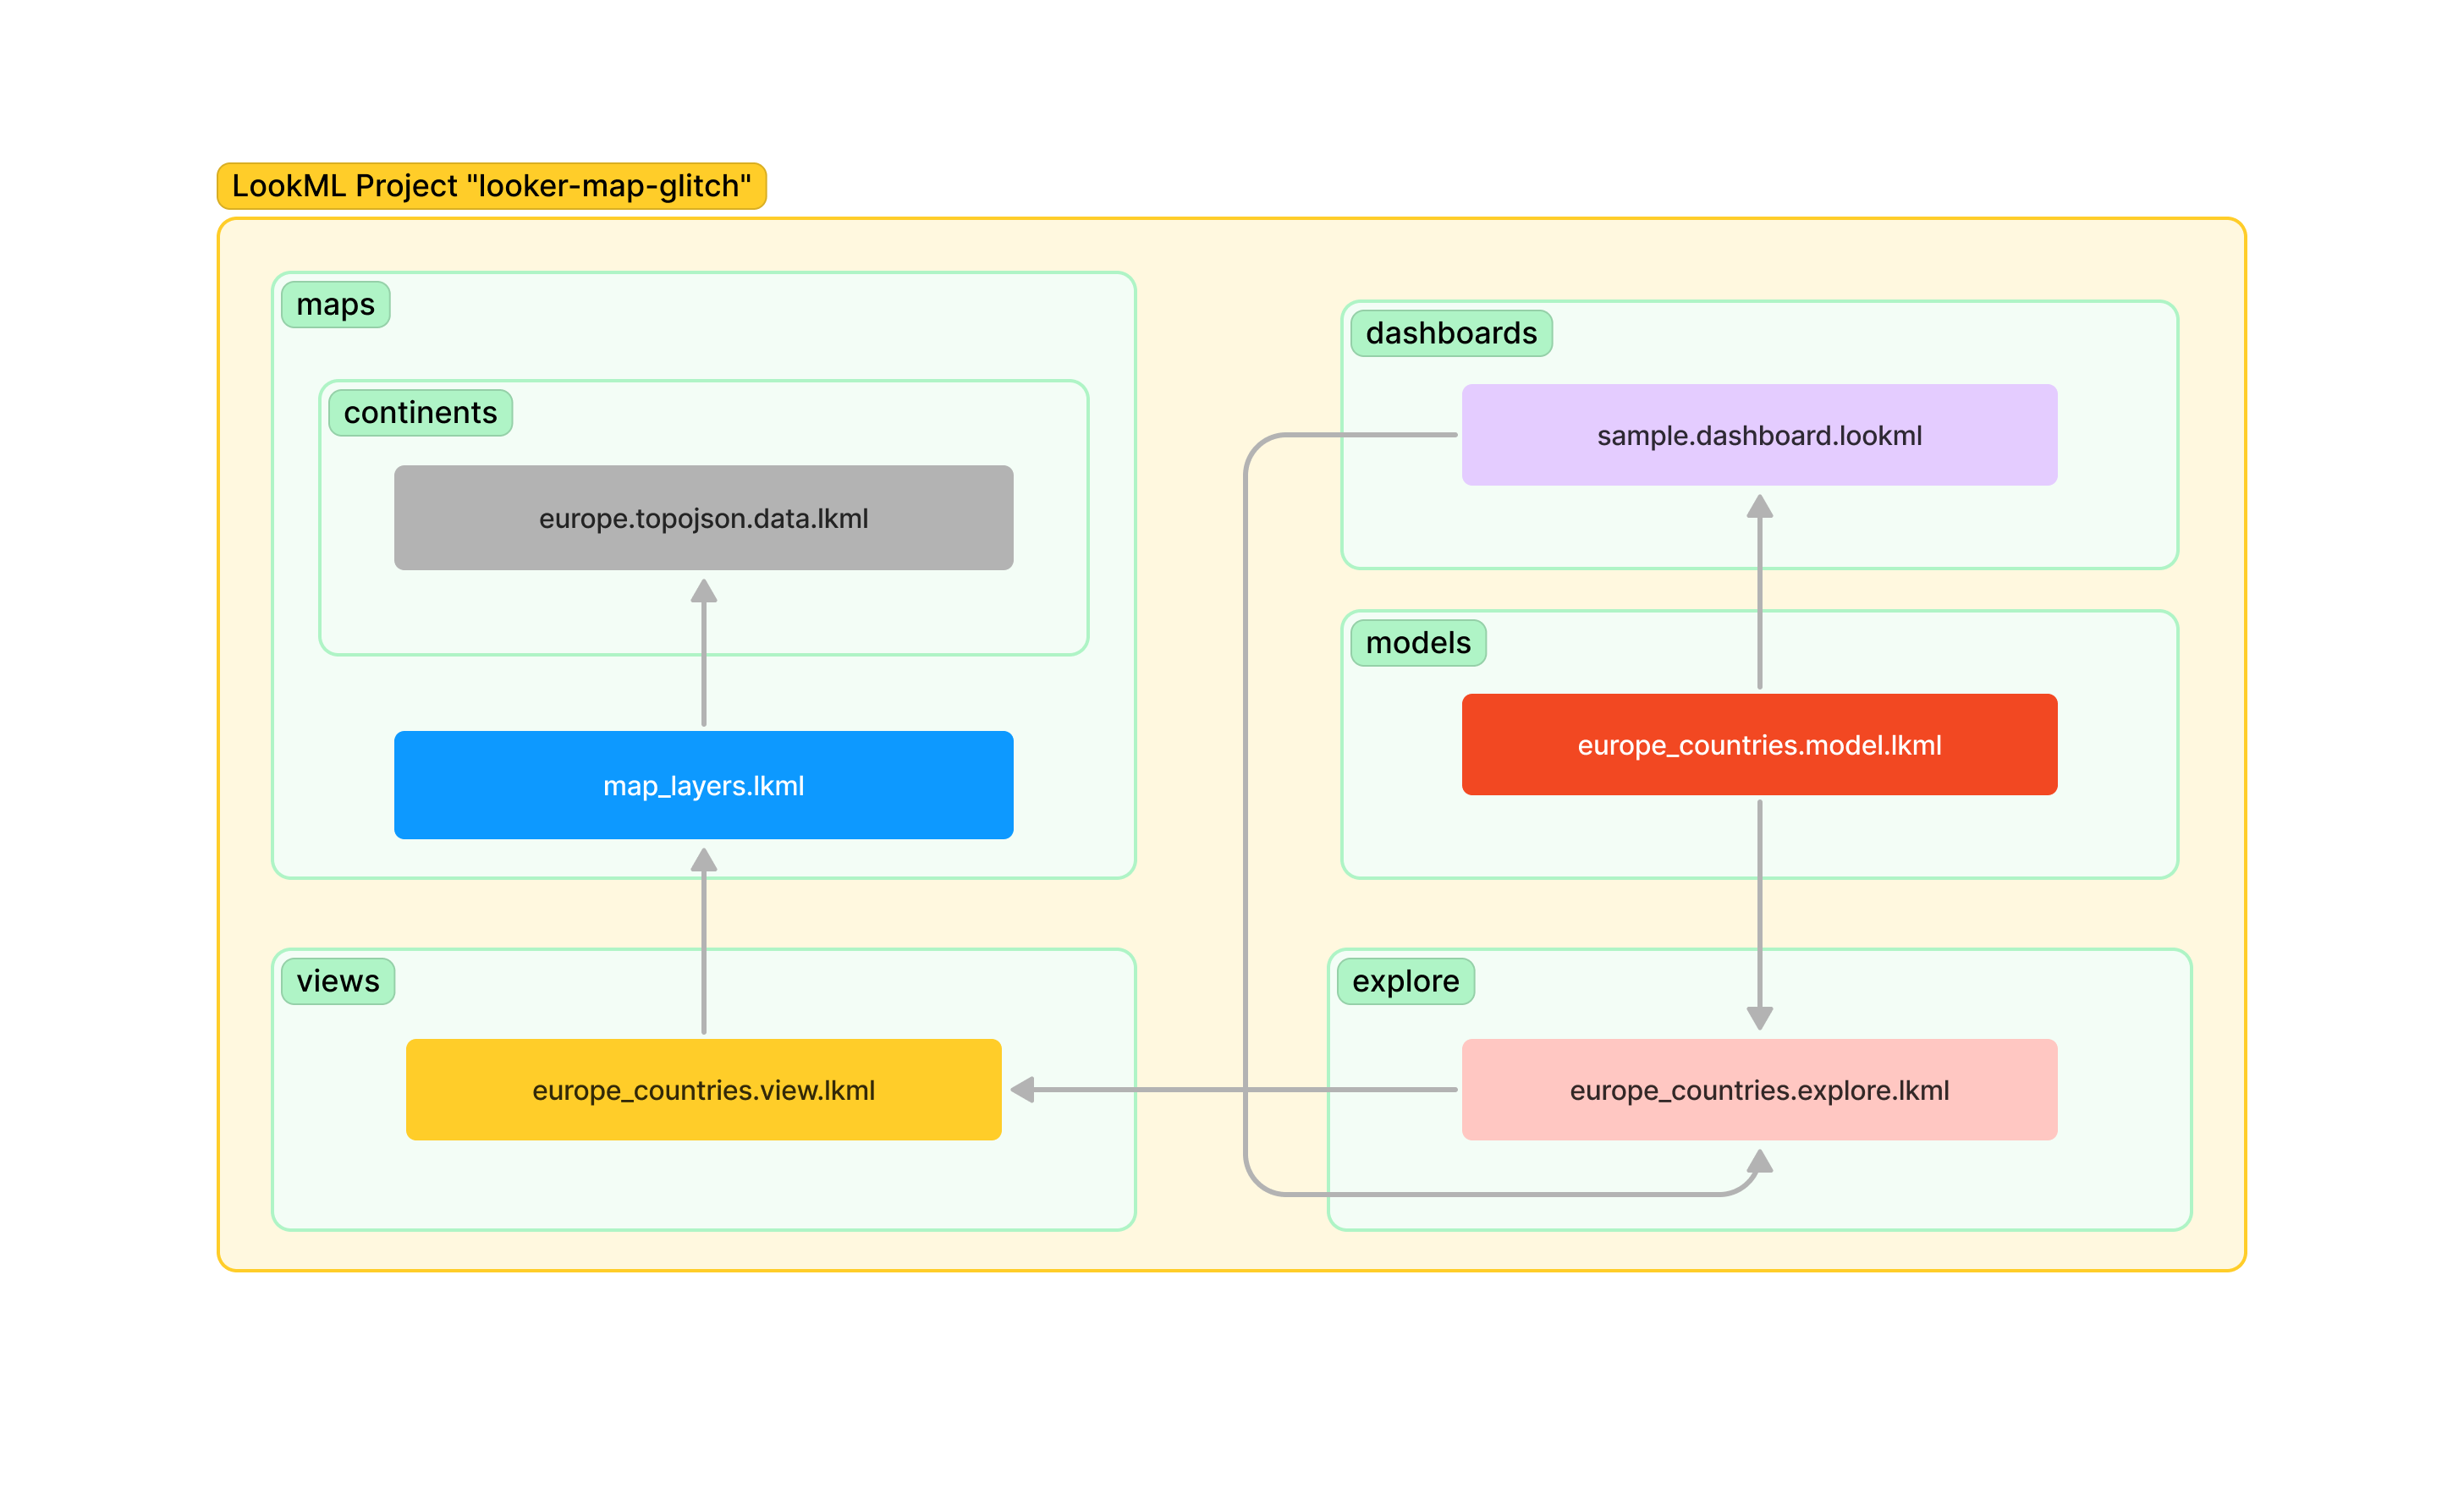 LookML Project "looker-map-glitch"
maps
continents
europe.topojson.data.lkml
map_layers.lkml
views
europe_countries.view.lkml
dashboards
sample.dashboard.lookml
models
europe_countries.model.lkml
explore
europe_countries.explore.lkml